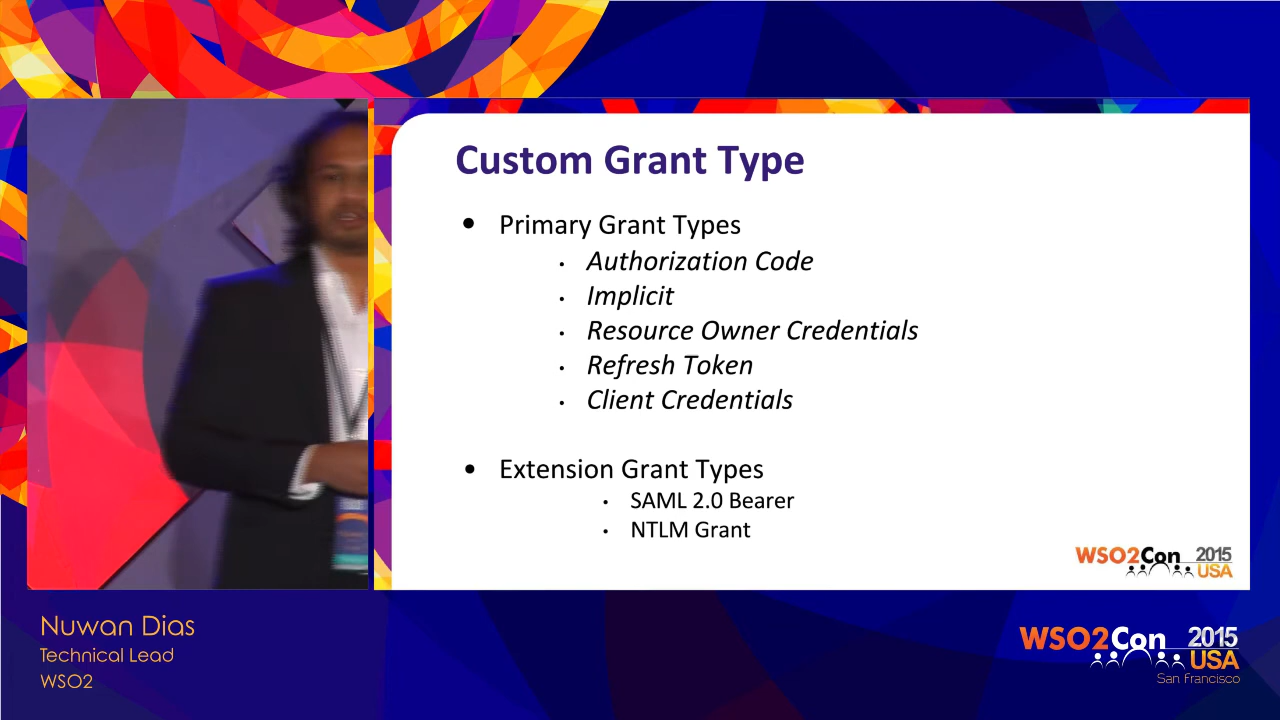 Custom Grant Type
• Primary Grant Types
• Authorization Code
• Implicit
• Resource Owner Credentials
• Refresh Token
• Client Credentials
• Extension Grant Types
• SAML 2.0 Bearer
• NTLM Grant
WSO2Con 2015
USA
Nuwan Dias
Technical Lead
WSO2
WSO2Con 2015
USA
San Francisco